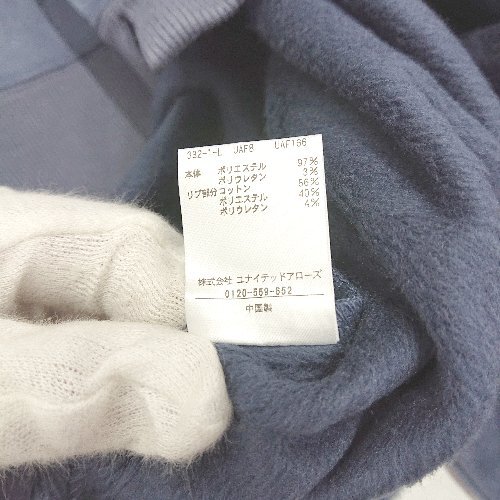 332-1-L JAF8 UAF156
本体 ポリエステル 97%
ポリウレタン 3%
リブ部分 コットン 56%
ポリエステル 40%
ポリウレタン 4%
株式会社 ユナイテッドアローズ
0120-559-652
中国製